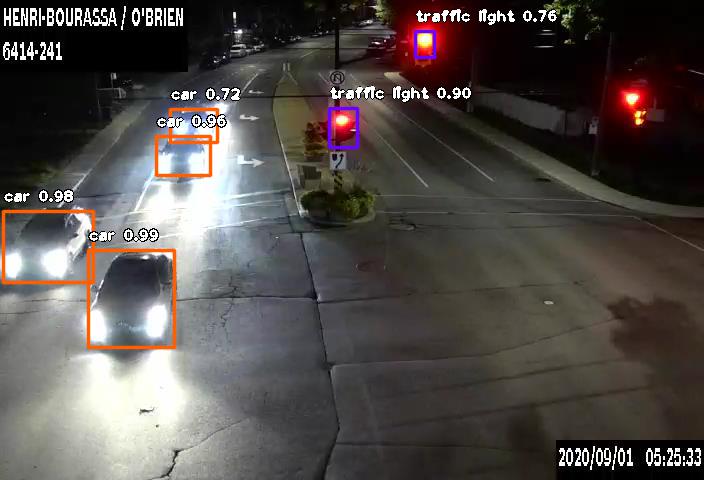 HENRI-BOURASSA / O'BRIEN
6414-241
traffic light 0.76
car 0.72
traffic light 0.90
car 0.96
car 0.98
car 0.99
2020/09/01 05:25:33